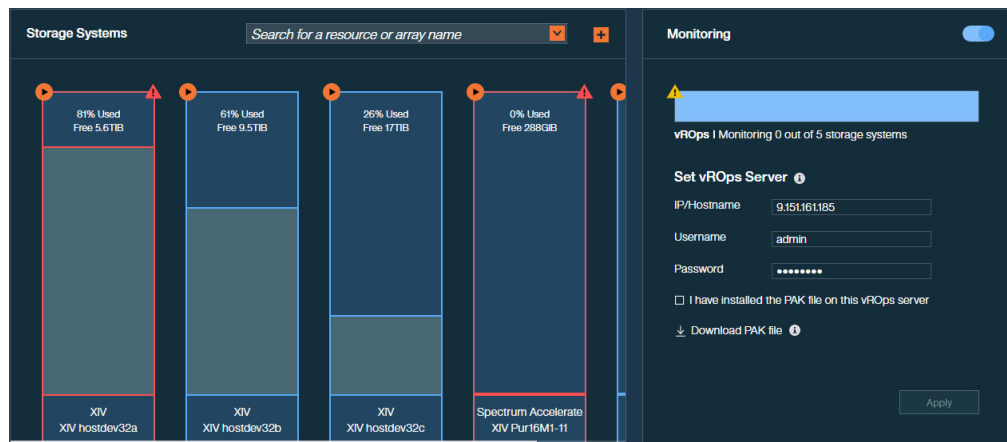 Storage Systems
Search for a resource or array name
81% Used
Free 5.6TIB
61% Used
Free 9.5TIB
26% Used
Free 17TIB
0% Used
Free 288GIB
XIV
XIV hostdev32a
XIV
XIV hostdev32b
XIV
XIV hostdev32c
Spectrum Accelerate
XIV Pur16M1-11
Monitoring
vROps | Monitoring 0 out of 5 storage systems
Set vROps Server
IP/Hostname
9.151.161.185
Username
admin
Password
••••••••
I have installed the PAK file on this vROps server
Download PAK file
Apply